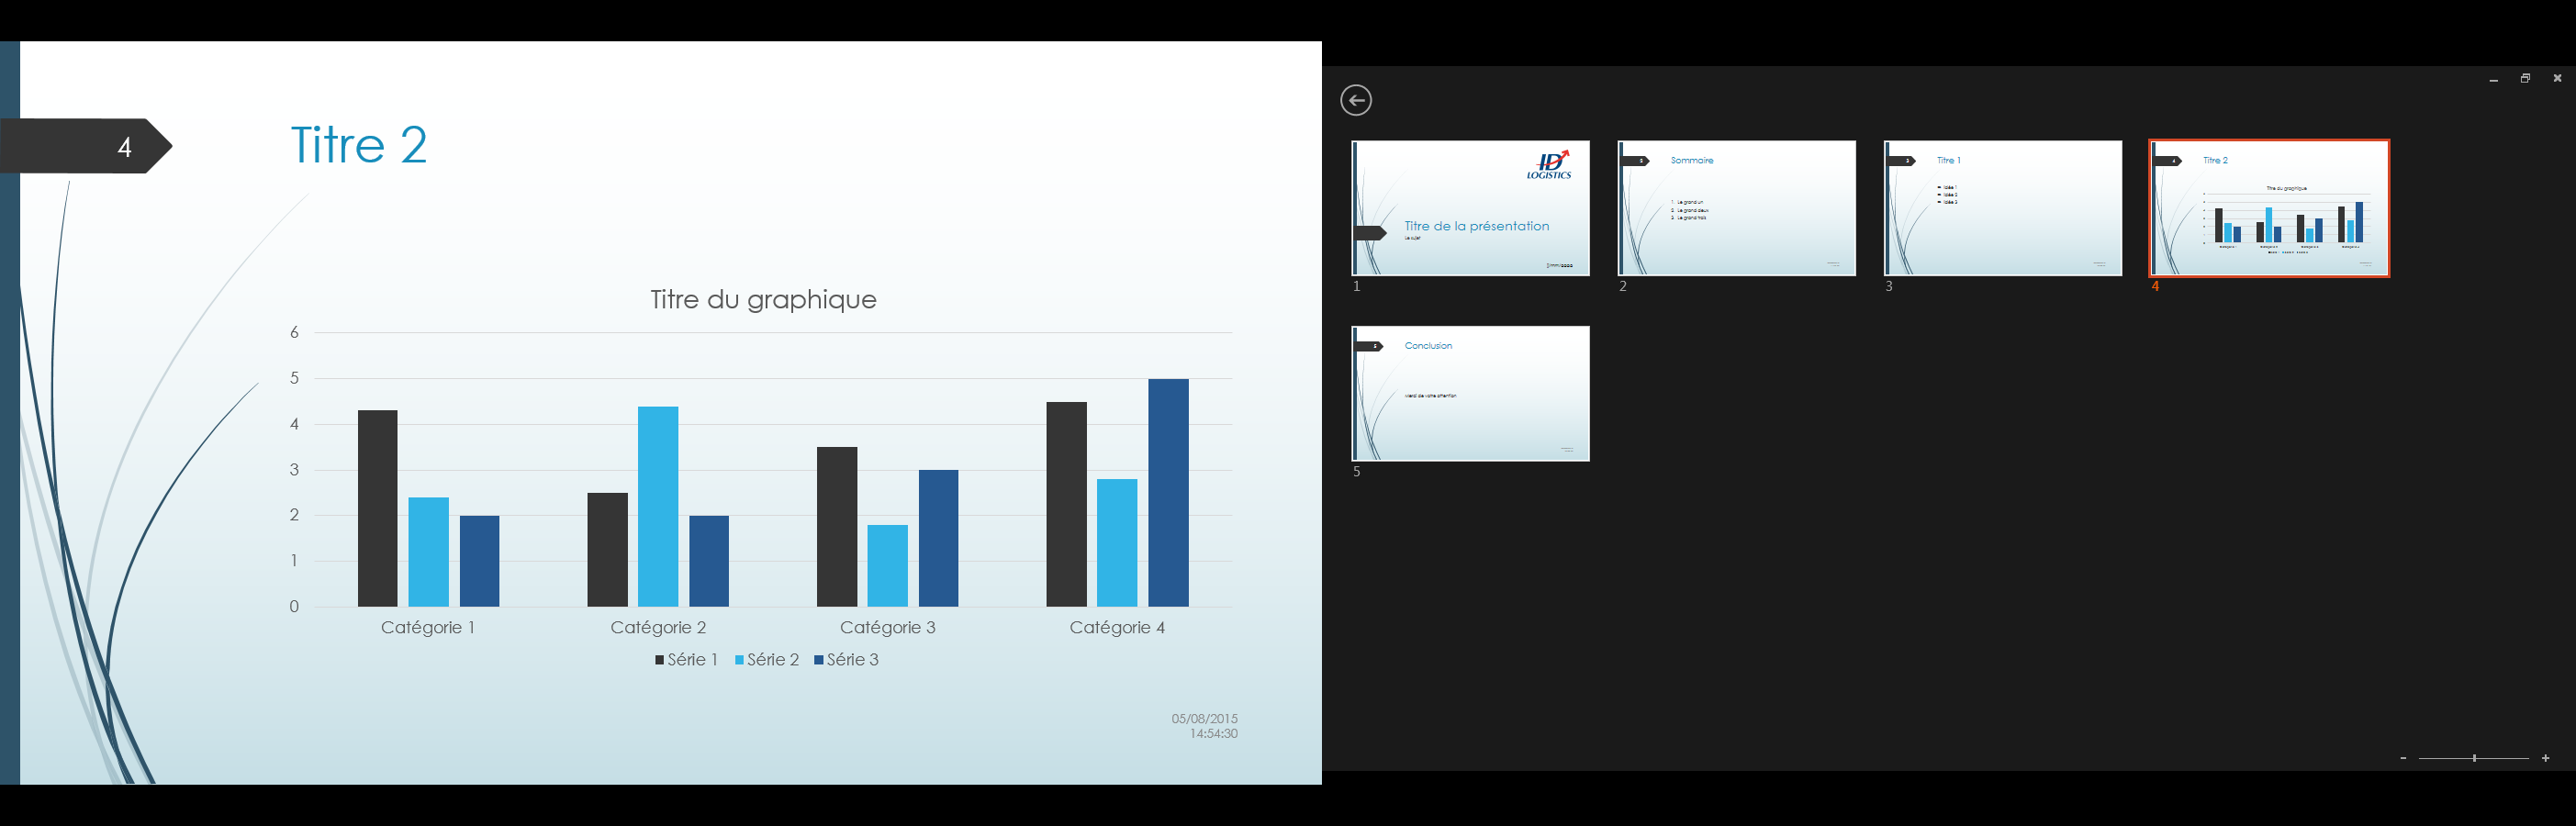 4
Titre 2
Titre du graphique
6
5
4
3
2
1
0
Catégorie 1 Catégorie 2 Catégorie 3 Catégorie 4
Série 1 Série 2 Série 3
05/08/2015
14:54:30
ID
LOGISTICS
Titre de la présentation
Le sujet
1
Sommaire
1. Le grand un
2. Le grand deux
3. Le grand trois
2
Titre 1
Idée 1
Idée 2
Idée 3
3
4
Titre 2
Titre du graphique
4
5
Conclusion
Merci de votre attention
5